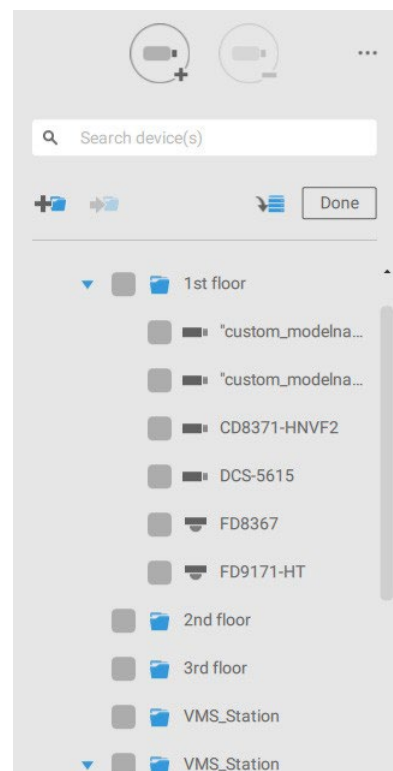 Search device(s)
Done
1st floor
"custom_modelna...
"custom_modelna...
CD8371-HNVF2
DCS-5615
FD8367
FD9171-HT
2nd floor
3rd floor
VMS_Station
VMS_Station